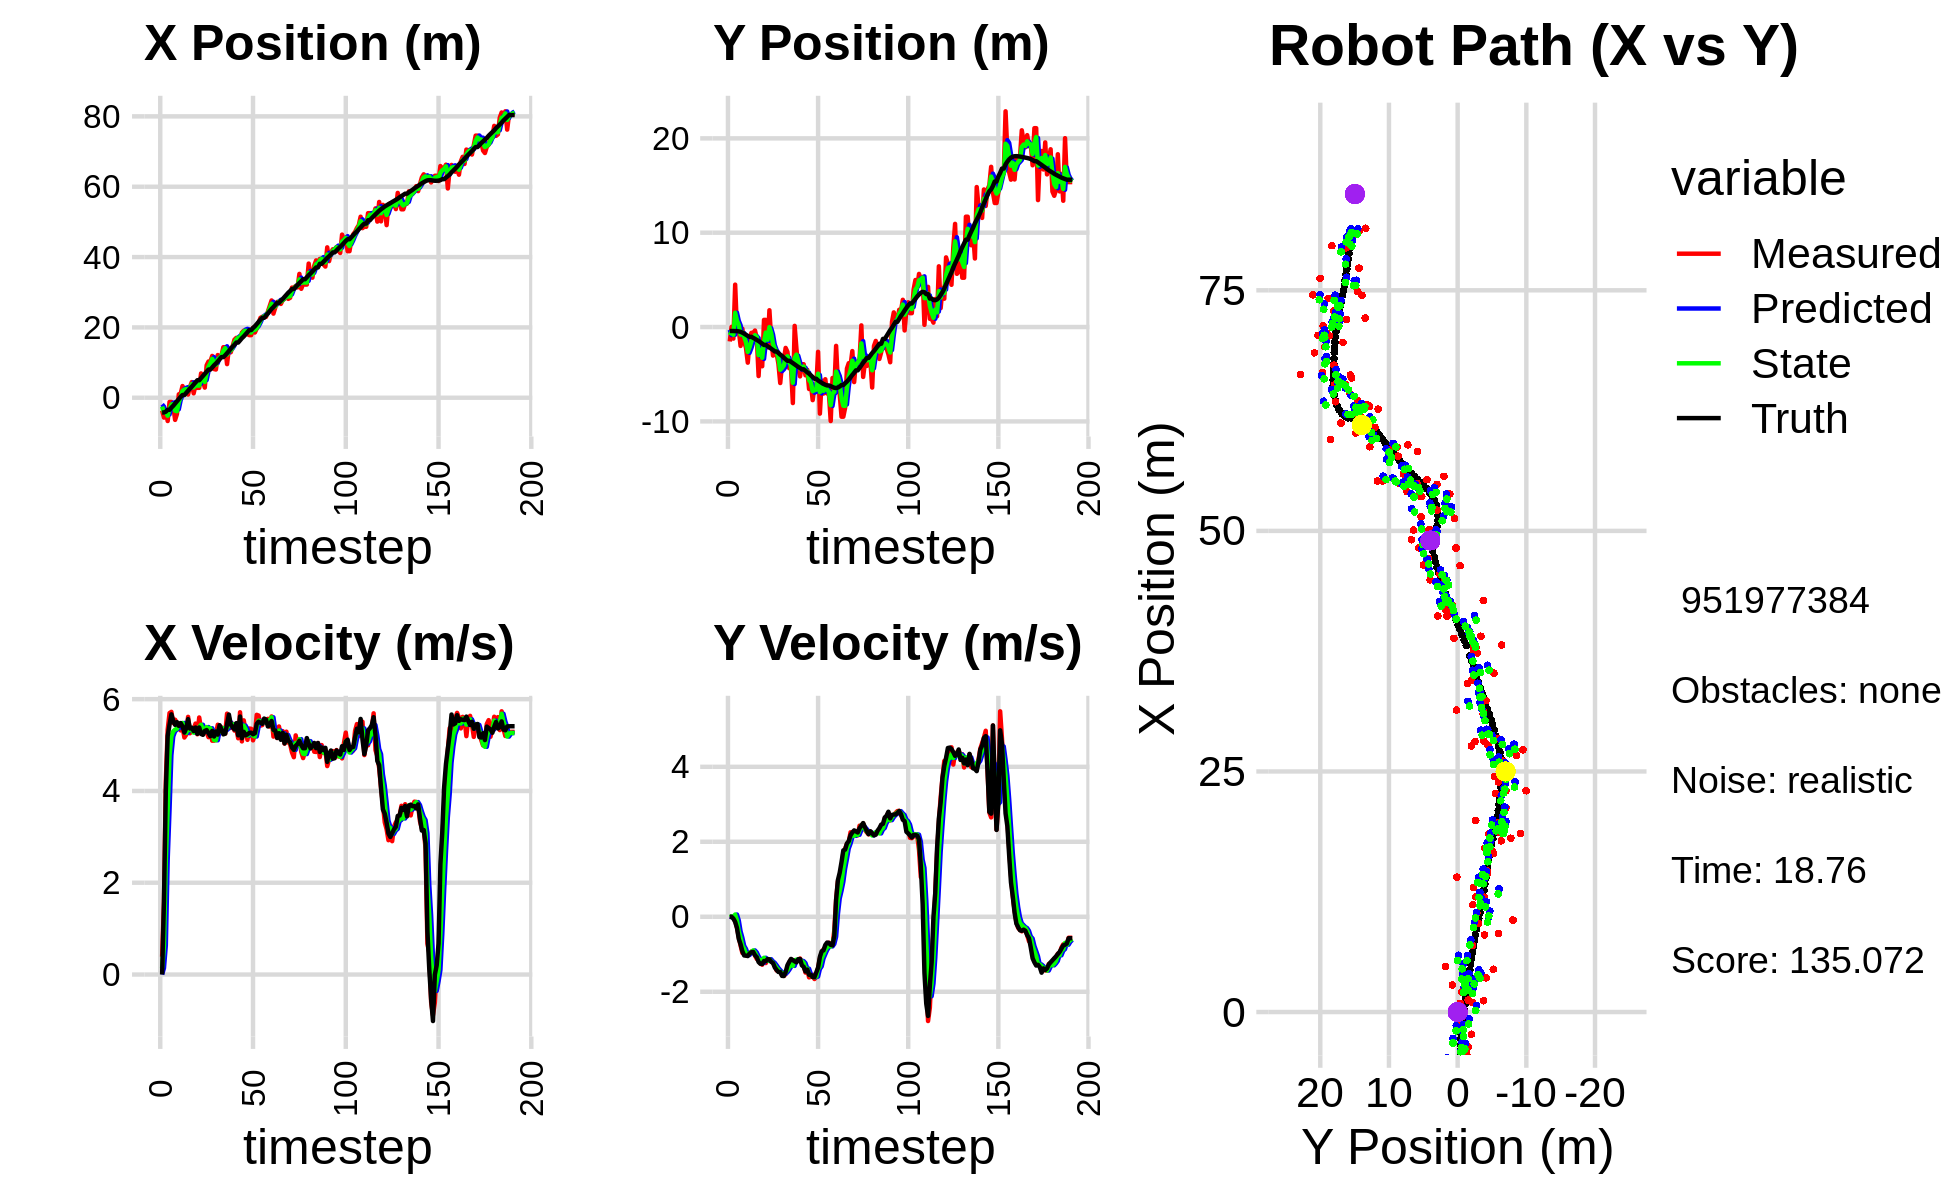 X Position (m)
80
60
40
20
0
0
50
100
150
200
timestep
Y Position (m)
20
10
0
-10
0
50
100
150
200
timestep
X Velocity (m/s)
6
4
2
0
0
50
100
150
200
timestep
Y Velocity (m/s)
4
2
0
-2
0
50
100
150
200
timestep
Robot Path (X vs Y)
X Position (m)
75
50
25
0
20 10 0 -10 -20
Y Position (m)
variable
Measured
Predicted
State
Truth
951977384
Obstacles: none
Noise: realistic
Time: 18.76
Score: 135.072